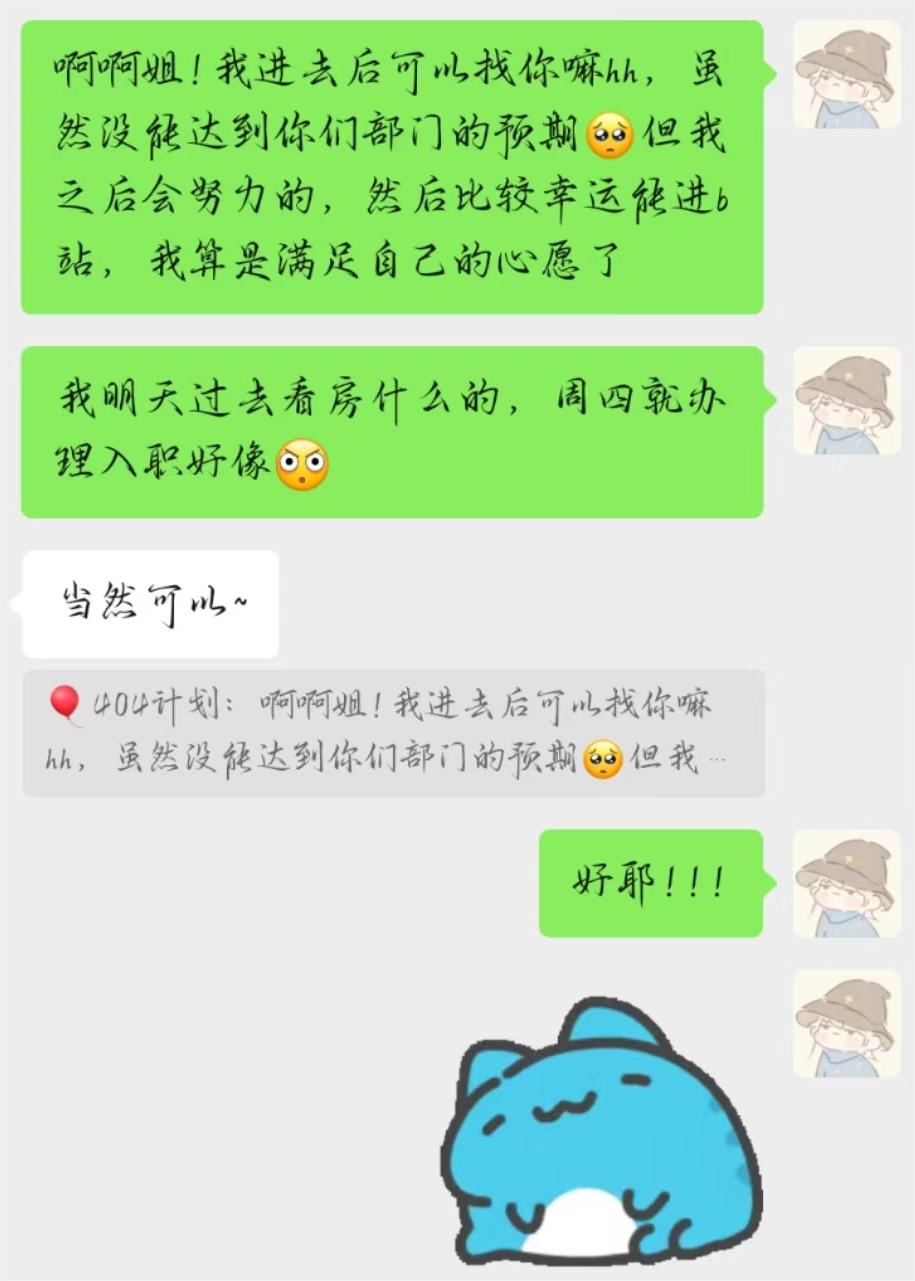 啊啊姐！我进去后可以找你嘛hh，虽
然没能达到你们部门的预期🥺但我
之后会努力的，然后比较幸运能进b
站，我算是满足自己的心愿了
我明天过去看房什么的，周四就办
理入职好像😳
当然可以~
🎈404计划：啊啊姐！我进去后可以找你嘛
hh，虽然没能达到你们部门的预期🥺但我…
好耶！！！